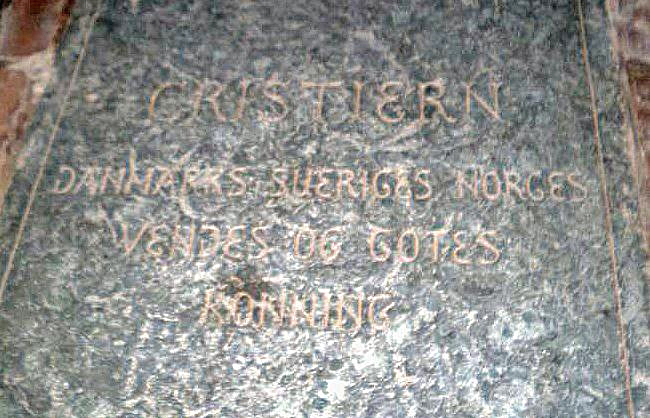 CRISTIERN
DANMARKS SUERIGES NORGES
VENDES OG GOTES
KONNING